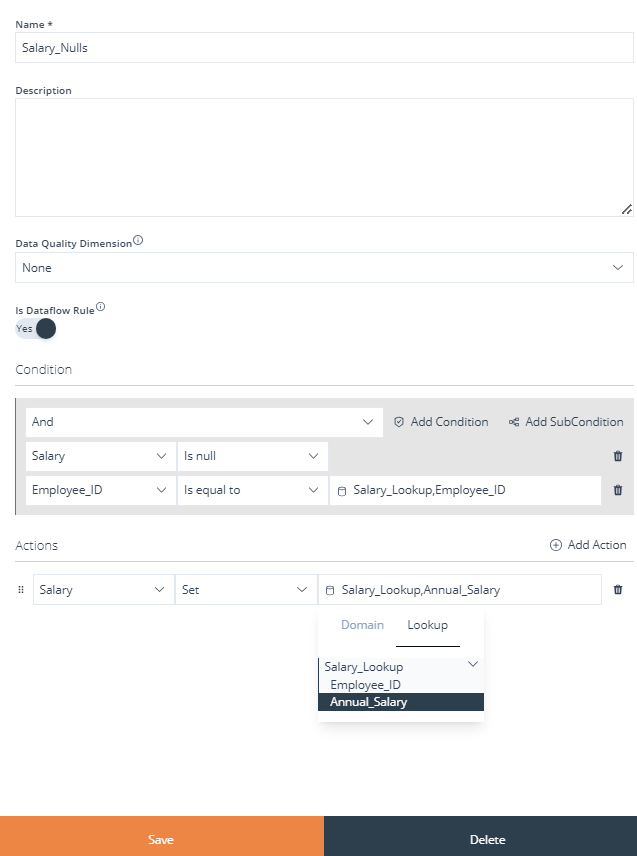 Name *
Salary_Nulls
Description
Data Quality Dimension
None
Is Dataflow Rule
Yes
Condition
And Add Condition Add SubCondition
Salary Is null
Employee_ID Is equal to Salary_Lookup,Employee_ID
Actions Add Action
Salary Set Salary_Lookup,Annual_Salary
Domain Lookup
Salary_Lookup
Employee_ID
Annual_Salary
Save Delete